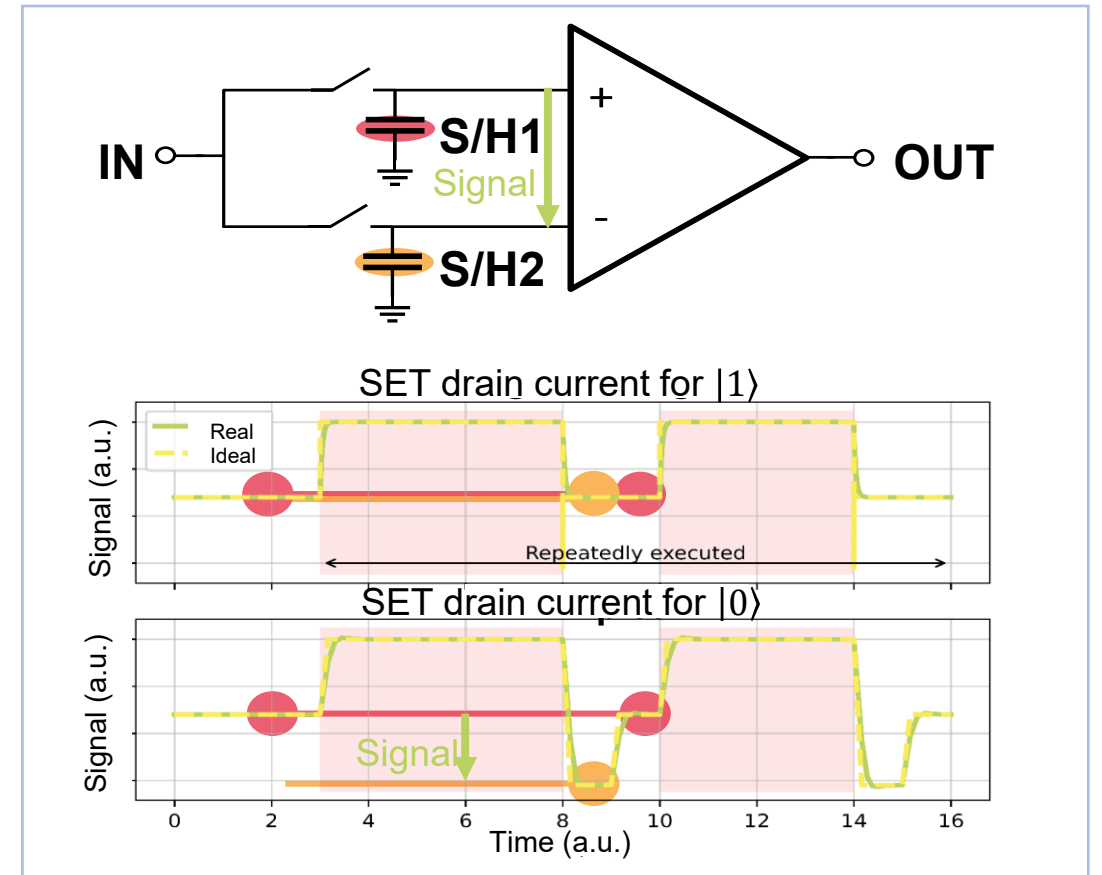 +
S/H1
IN
OUT
Signal
-
S/H2
SET drain current for |1⟩
Real
Ideal
Signal (a.u.)
Repeatedly executed
SET drain current for |0⟩
Signal (a.u.)
Signal
0 2 4 6 8 10 12 14 16
Time (a.u.)